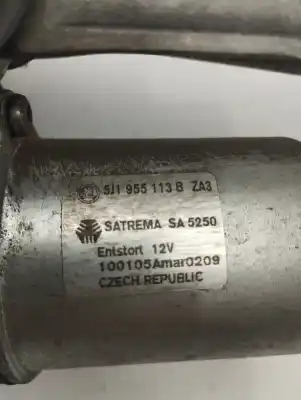 5J1 955 113 B ZA3
SATREMA SA 5250
Entstort 12V
100105Amar0209
CZECH REPUBLIC